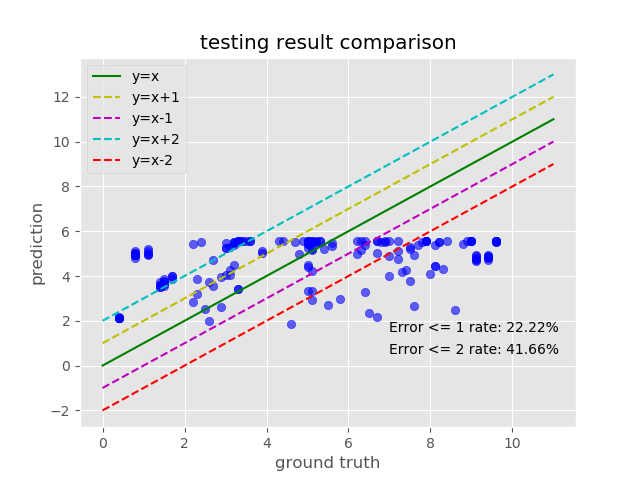 testing result comparison
y=x
y=x+1
y=x-1
y=x+2
y=x-2
12
10
8
6
4
2
0
−2
prediction
Error <= 1 rate: 22.22%
Error <= 2 rate: 41.66%
0 2 4 6 8 10
ground truth